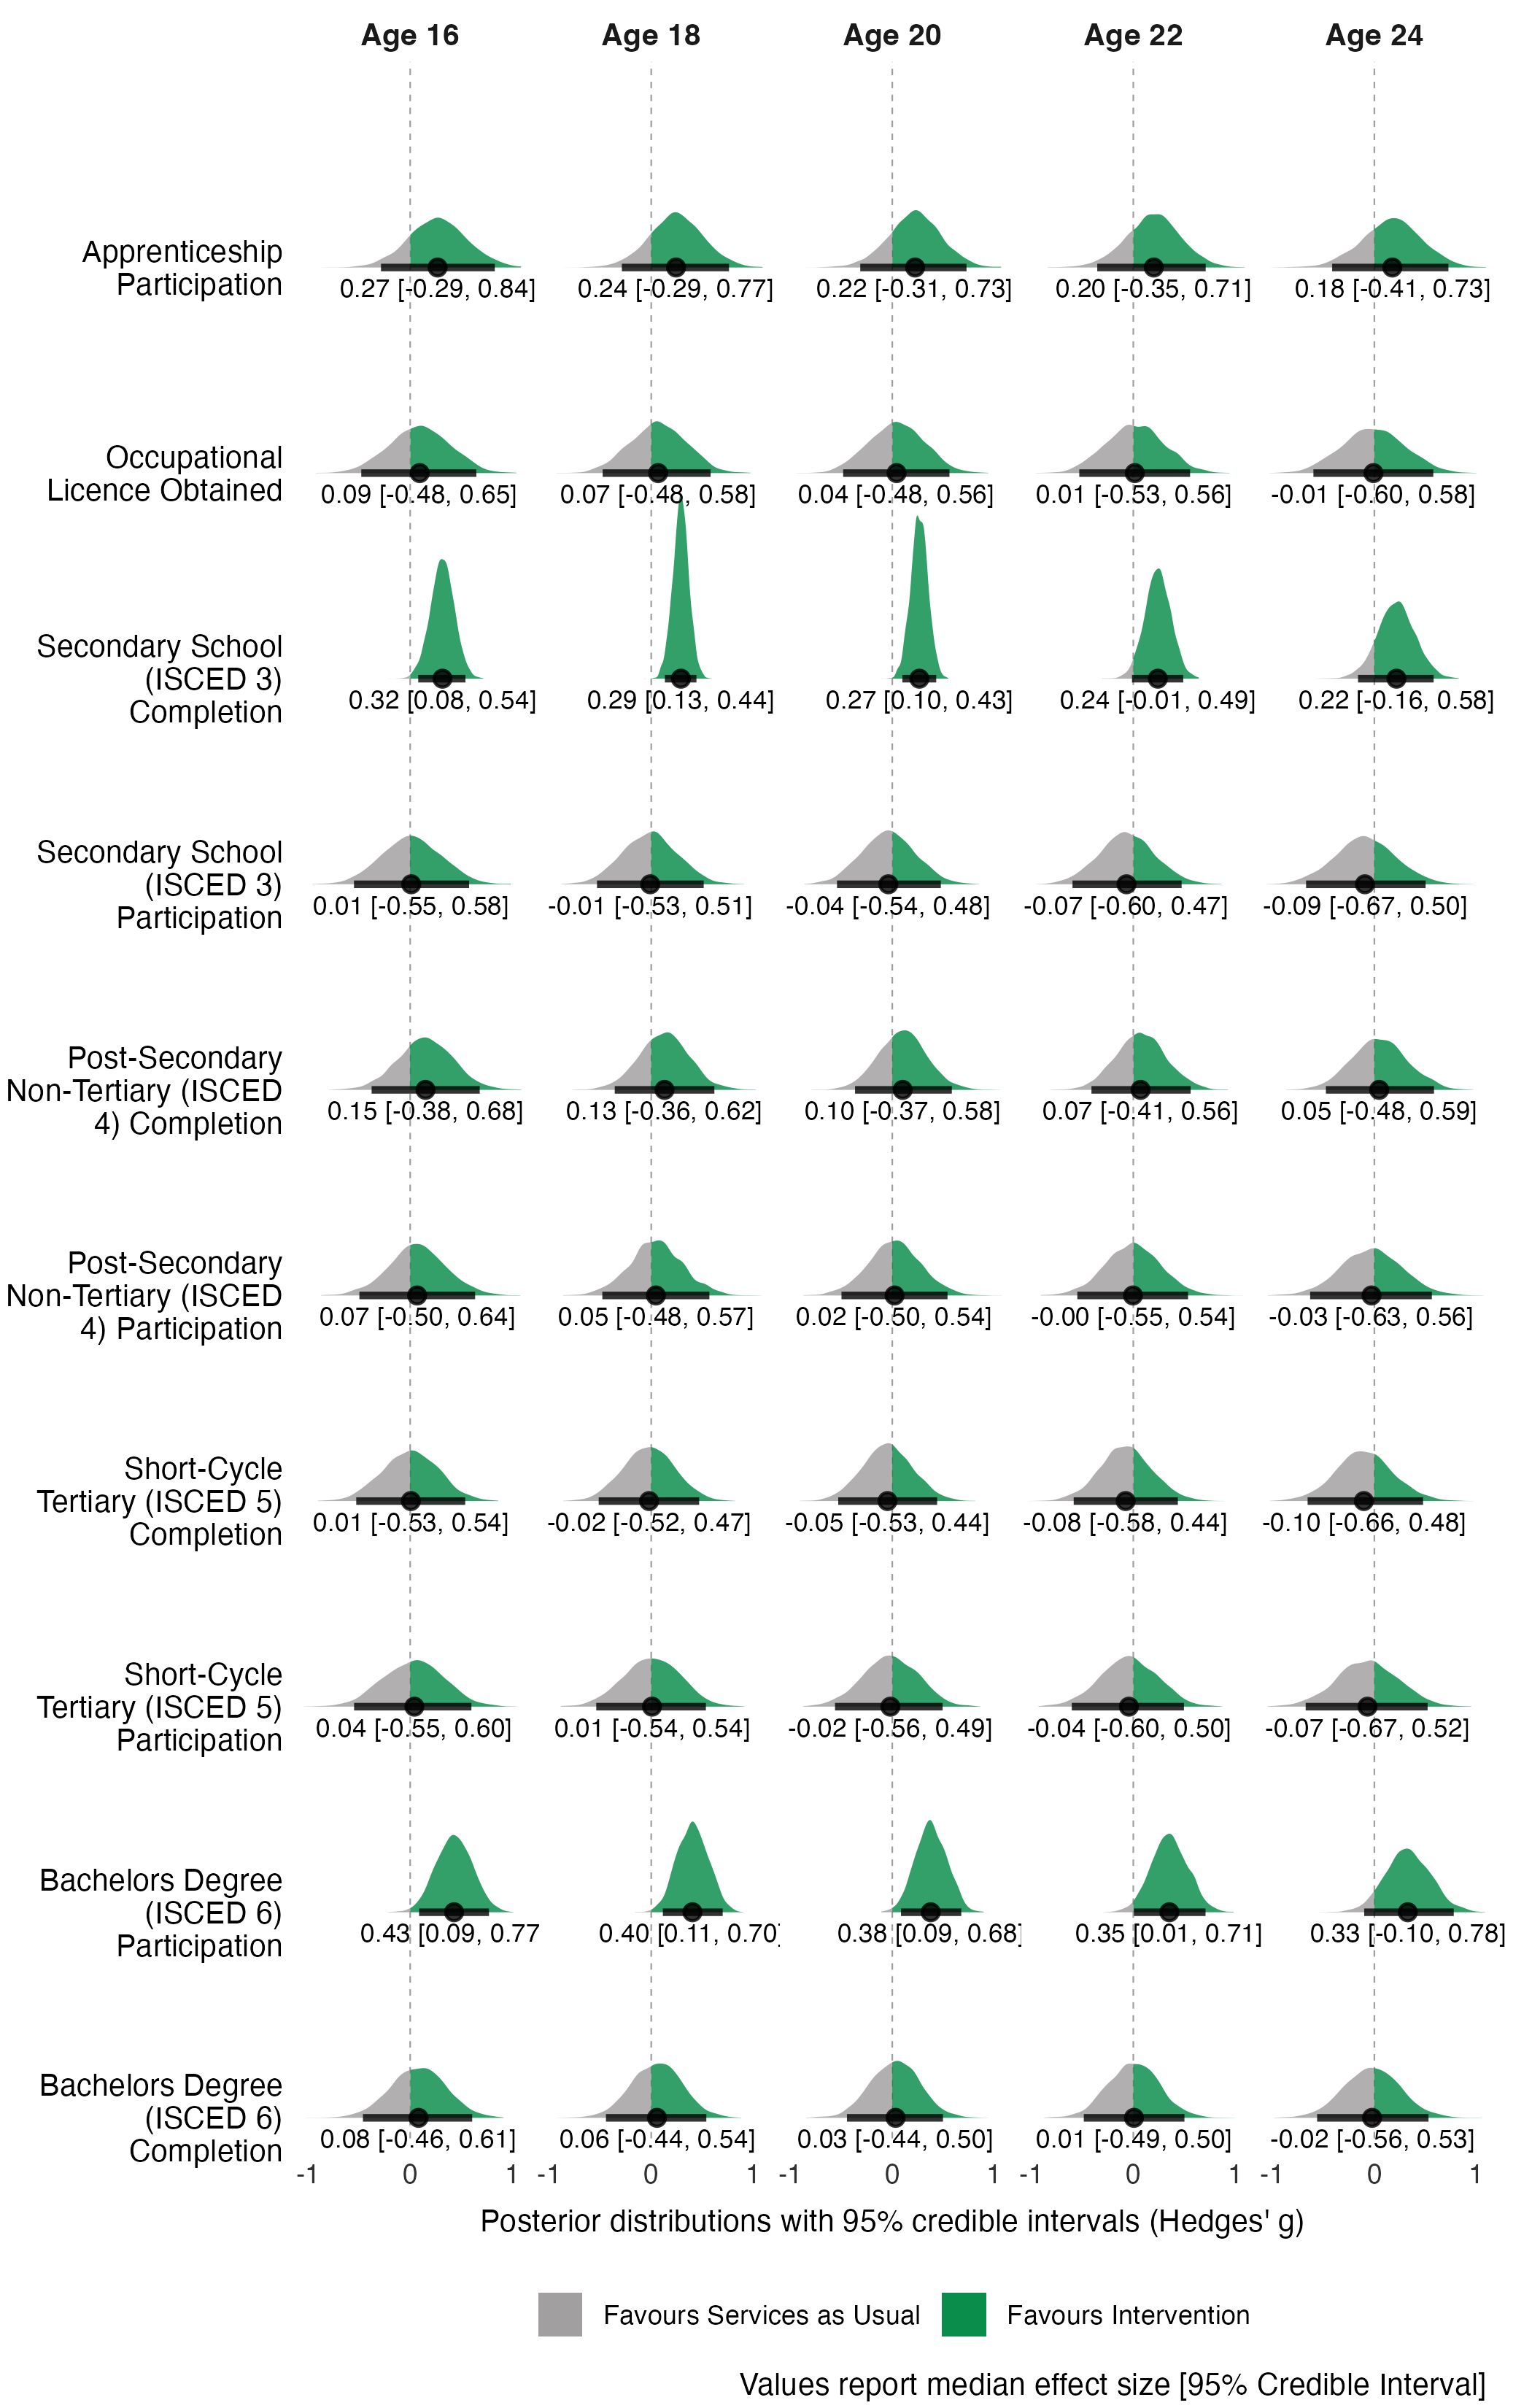 Age 16 Age 18 Age 20 Age 22 Age 24
Apprenticeship
Participation
0.27 [-0.29, 0.84] 0.24 [-0.29, 0.77] 0.22 [-0.31, 0.73] 0.20 [-0.35, 0.71] 0.18 [-0.41, 0.73]
Occupational
Licence Obtained
0.09 [-0.48, 0.65] 0.07 [-0.48, 0.58] 0.04 [-0.48, 0.56] 0.01 [-0.53, 0.56] -0.01 [-0.60, 0.58]
Secondary School
(ISCED 3)
Completion
0.32 [0.08, 0.54] 0.29 [0.13, 0.44] 0.27 [0.10, 0.43] 0.24 [-0.01, 0.49] 0.22 [-0.16, 0.58]
Secondary School
(ISCED 3)
Participation
0.01 [-0.55, 0.58] -0.01 [-0.53, 0.51] -0.04 [-0.54, 0.48] -0.07 [-0.60, 0.47] -0.09 [-0.67, 0.50]
Post-Secondary
Non-Tertiary (ISCED
4) Completion
0.15 [-0.38, 0.68] 0.13 [-0.36, 0.62] 0.10 [-0.37, 0.58] 0.07 [-0.41, 0.56] 0.05 [-0.48, 0.59]
Post-Secondary
Non-Tertiary (ISCED
4) Participation
0.07 [-0.50, 0.64] 0.05 [-0.48, 0.57] 0.02 [-0.50, 0.54] -0.00 [-0.55, 0.54] -0.03 [-0.63, 0.56]
Short-Cycle
Tertiary (ISCED 5)
Completion
0.01 [-0.53, 0.54] -0.02 [-0.52, 0.47] -0.05 [-0.53, 0.44] -0.08 [-0.58, 0.44] -0.10 [-0.66, 0.48]
Short-Cycle
Tertiary (ISCED 5)
Participation
0.04 [-0.55, 0.60] 0.01 [-0.54, 0.54] -0.02 [-0.56, 0.49] -0.04 [-0.60, 0.50] -0.07 [-0.67, 0.52]
Bachelors Degree
(ISCED 6)
Participation
0.43 [0.09, 0.77 0.40 [0.11, 0.70] 0.38 [0.09, 0.68] 0.35 [0.01, 0.71] 0.33 [-0.10, 0.78]
Bachelors Degree
(ISCED 6)
Completion
0.08 [-0.46, 0.61] 0.06 [-0.44, 0.54] 0.03 [-0.44, 0.50] 0.01 [-0.49, 0.50] -0.02 [-0.56, 0.53]
-1 0 1 -1 0 1 -1 0 1 -1 0 1 -1 0 1
Posterior distributions with 95% credible intervals (Hedges' g)
Favours Services as Usual Favours Intervention
Values report median effect size [95% Credible Interval]